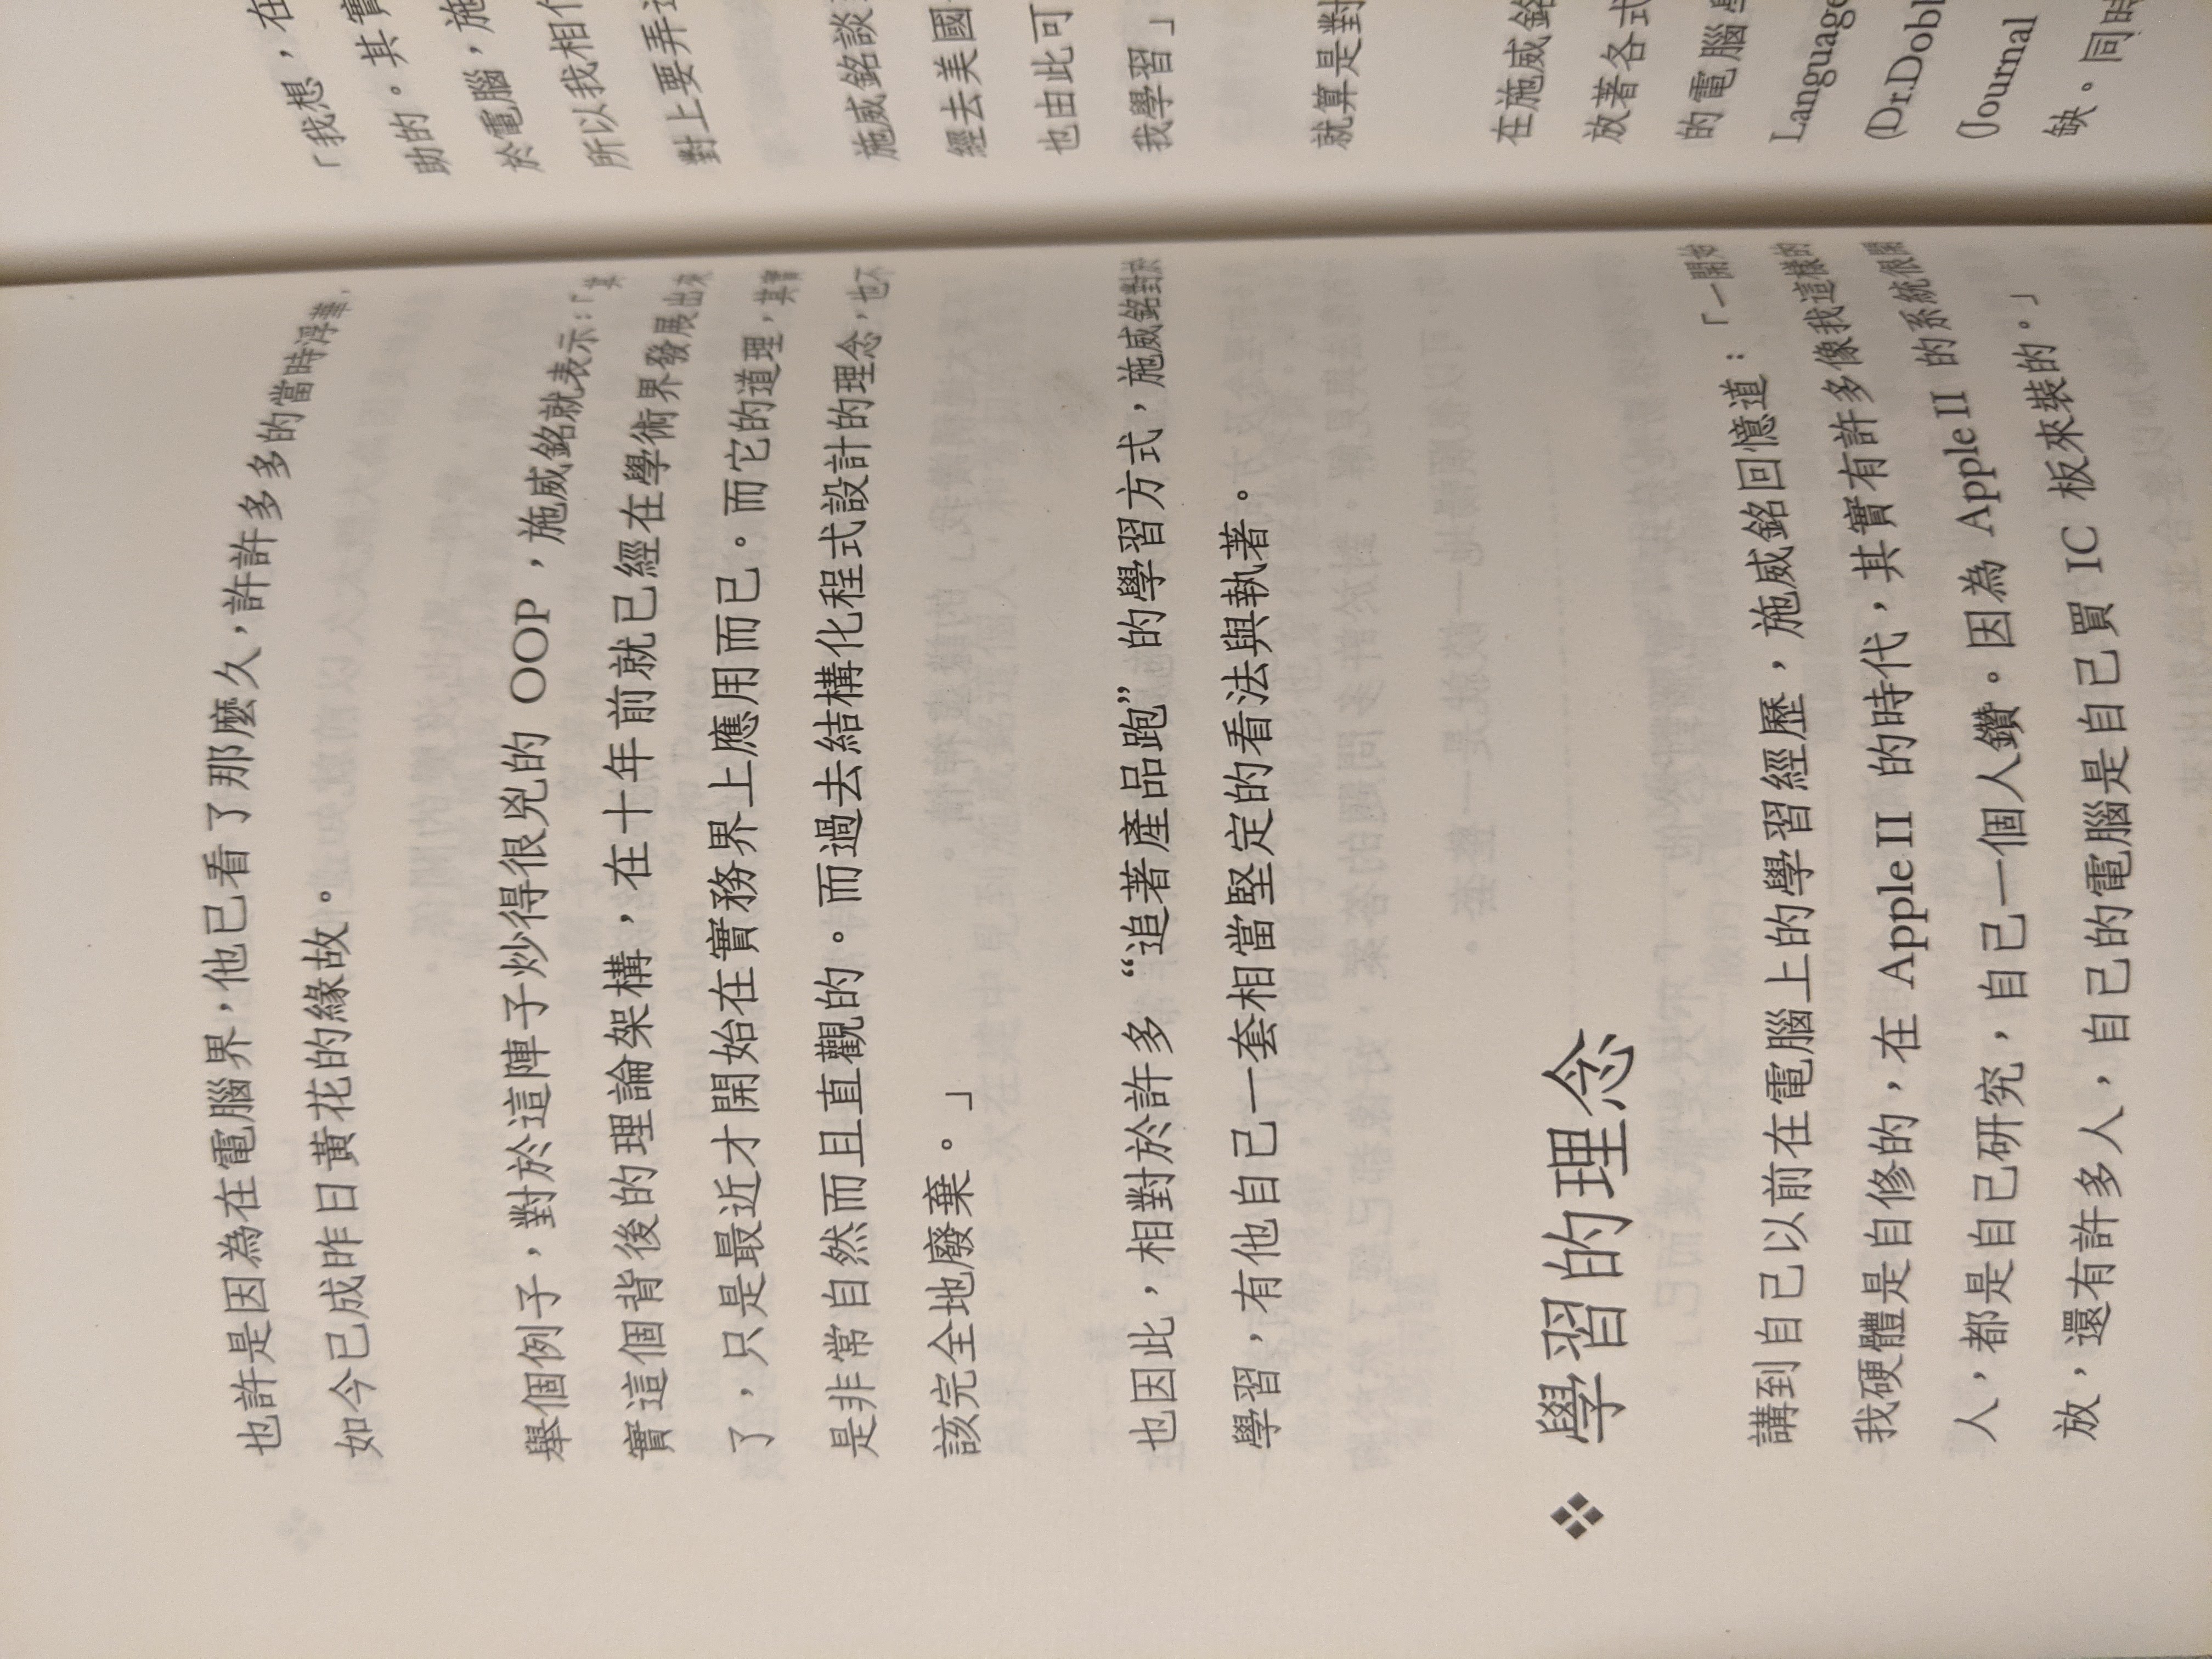 也許是因為在電腦界，他已看了那麼久，許許多多的當時浮華，
如今已成昨日黃花的緣故。
舉個例子，對於這陣子炒得很兇的 OOP，施威銘就表示：「其
實這個背後的理論架構，在十年前就已經在學術界發展出來
了，只是最近才開始在實務界上應用而已。而它的道理，其實
是非常自然而且直觀的。而過去結構化程式設計的理念，也不
該完全地廢棄。」
也因此，相對於許多“追著產品跑”的學習方式，施威銘對於
學習，有他自己一套相當堅定的看法與執著。
❖ 學習的理念
講到自己以前在電腦上的學習經歷，施威銘回憶道：「一開始
我硬體是自修的，在 Apple II 的時代，其實有許多像我這樣的
人，都是自己研究，自己一個人鑽。因為 Apple II 的系統很開
放，還有許多人，自己的電腦是自己買 IC 板來裝的。」
「我想，在
助的。其實
於電腦，施
所以我相
對上要弄
施威銘談
經去美國
也由此可
我學習」
就算是對
在施威銘
放著各式
的電腦
Language
(Dr.Dobb
(Journal
缺。同時